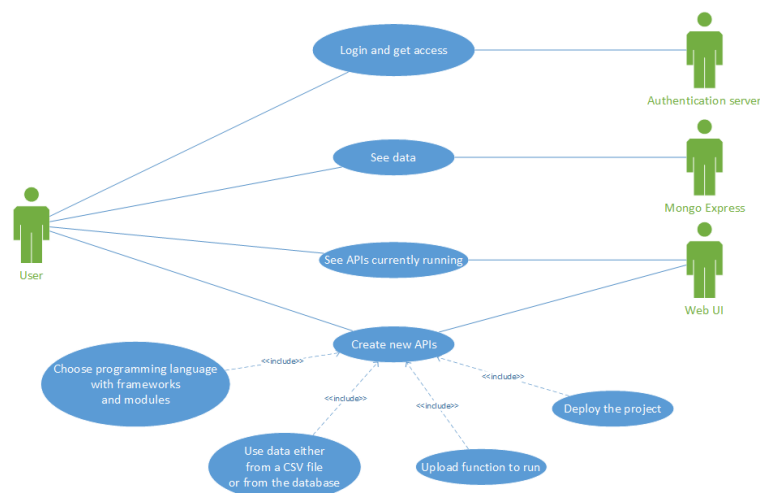 Login and get access
Authentication server
See data
Mongo Express
User
See APIs currently running
Web UI
Create new APIs
<<include>>
Choose programming language
with frameworks
and modules
<<include>>
<<include>>
<<include>>
Deploy the project
Use data either
from a CSV file
or from the database
Upload function to run